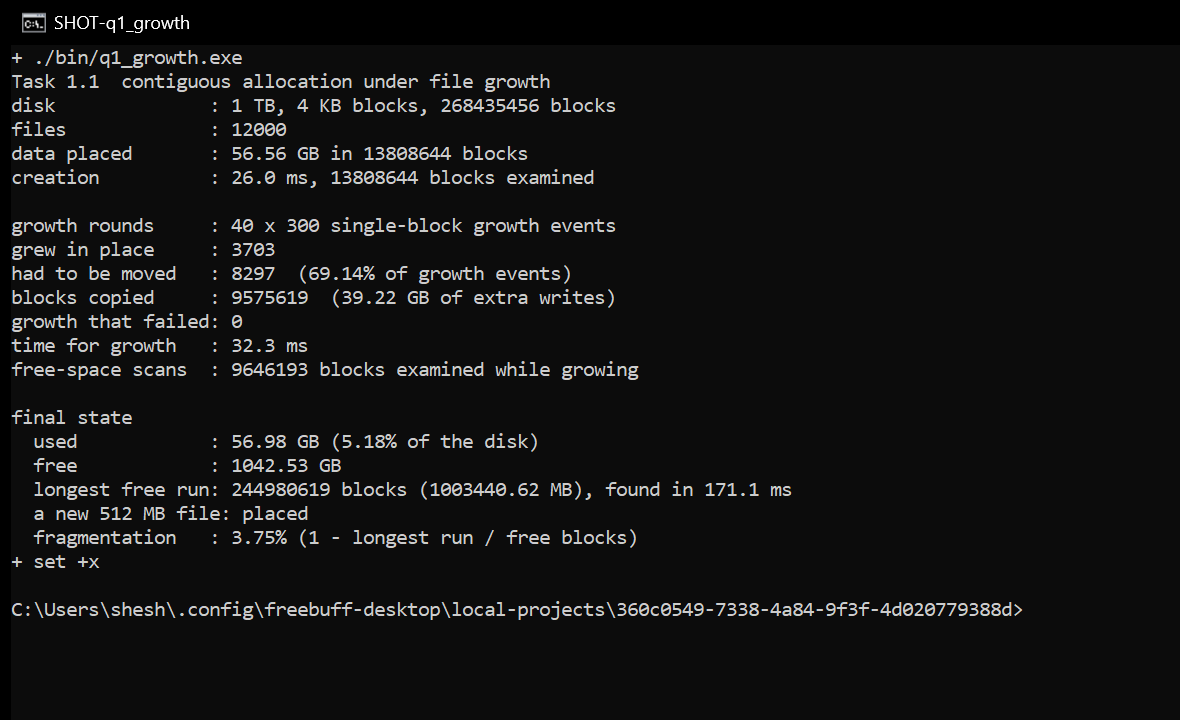 SHOT-q1_growth
+ ./bin/q1_growth.exe
Task 1.1  contiguous allocation under file growth
disk              : 1 TB, 4 KB blocks, 268435456 blocks
files             : 12000
data placed       : 56.56 GB in 13808644 blocks
creation          : 26.0 ms, 13808644 blocks examined
growth rounds     : 40 x 300 single-block growth events
grew in place     : 3703
had to be moved   : 8297  (69.14% of growth events)
blocks copied     : 9575619  (39.22 GB of extra writes)
growth that failed: 0
time for growth   : 32.3 ms
free-space scans  : 9646193 blocks examined while growing
final state
  used            : 56.98 GB (5.18% of the disk)
  free            : 1042.53 GB
  longest free run: 244980619 blocks (1003440.62 MB), found in 171.1 ms
  a new 512 MB file: placed
  fragmentation   : 3.75% (1 - longest run / free blocks)
+ set +x
C:\Users\shesh\.config\freebuff-desktop\local-projects\360c0549-7338-4a84-9f3f-4d020779388d>